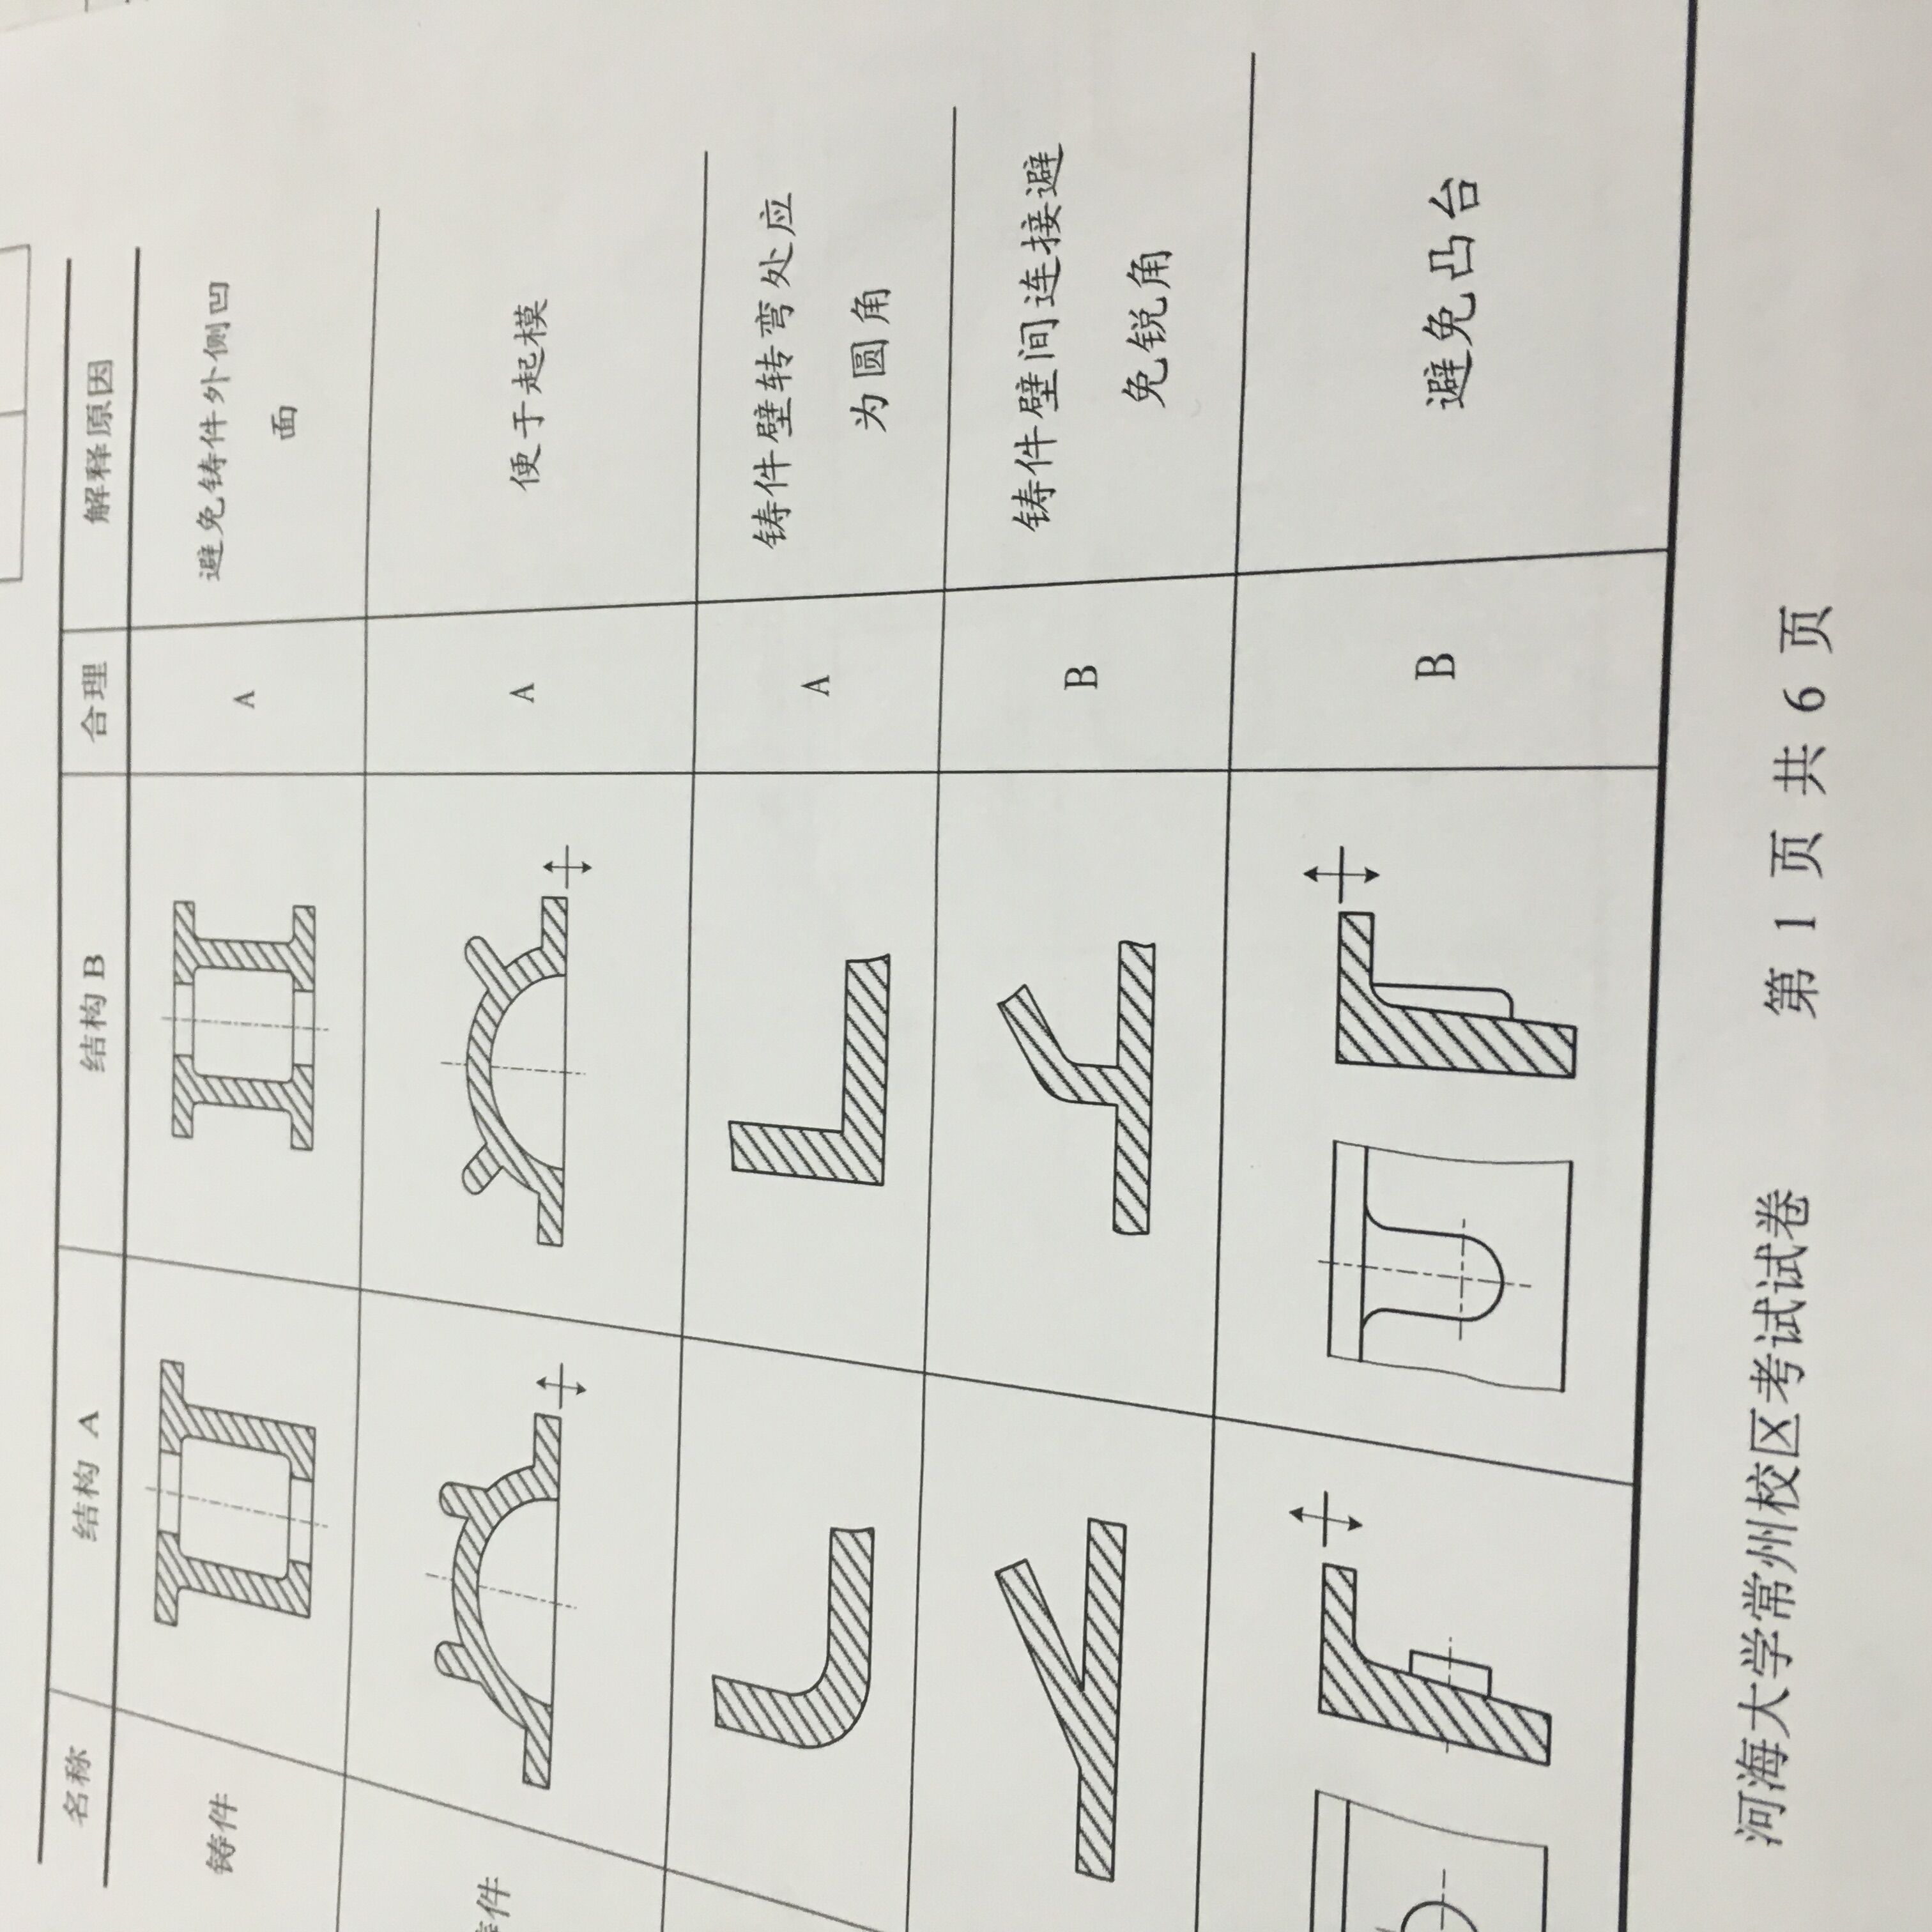 名称 结构 A 结构 B 合理 解释原因
铸件 A 避免铸件外侧凹
面
件 A 便于起模
A 铸件壁转弯处应
为圆角
B 铸件壁间连接避
免锐角
B 避免凸台
河海大学常州校区考试试卷 第 1 页 共 6 页